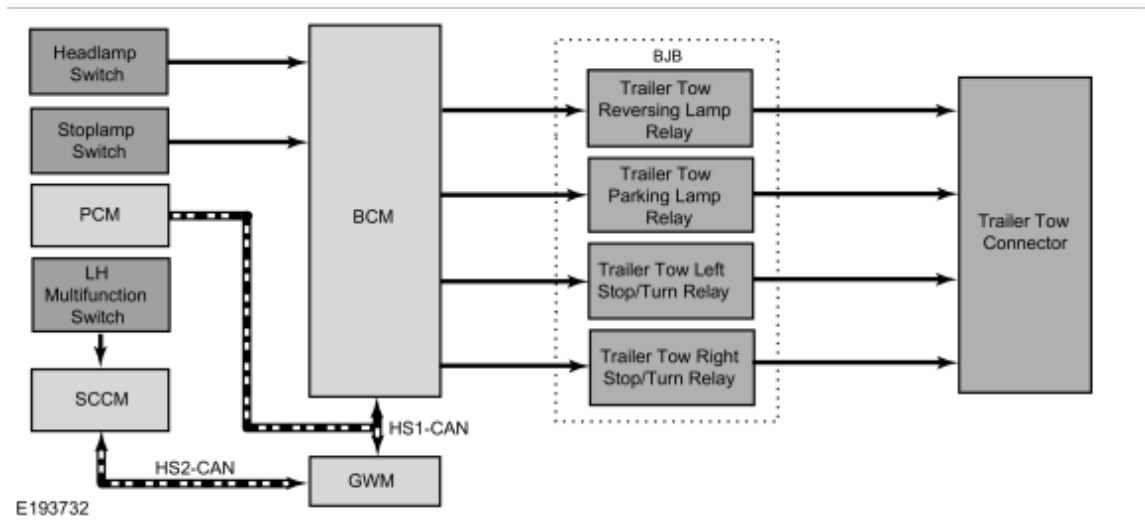 Headlamp
Switch
Stoplamp
Switch
PCM
LH
Multifunction
Switch
SCCM
HS2-CAN
E193732
BCM
HS1-CAN
GWM
BJB
Trailer Tow
Reversing Lamp
Relay
Trailer Tow
Parking Lamp
Relay
Trailer Tow Left
Stop/Turn Relay
Trailer Tow Right
Stop/Turn Relay
Trailer Tow
Connector